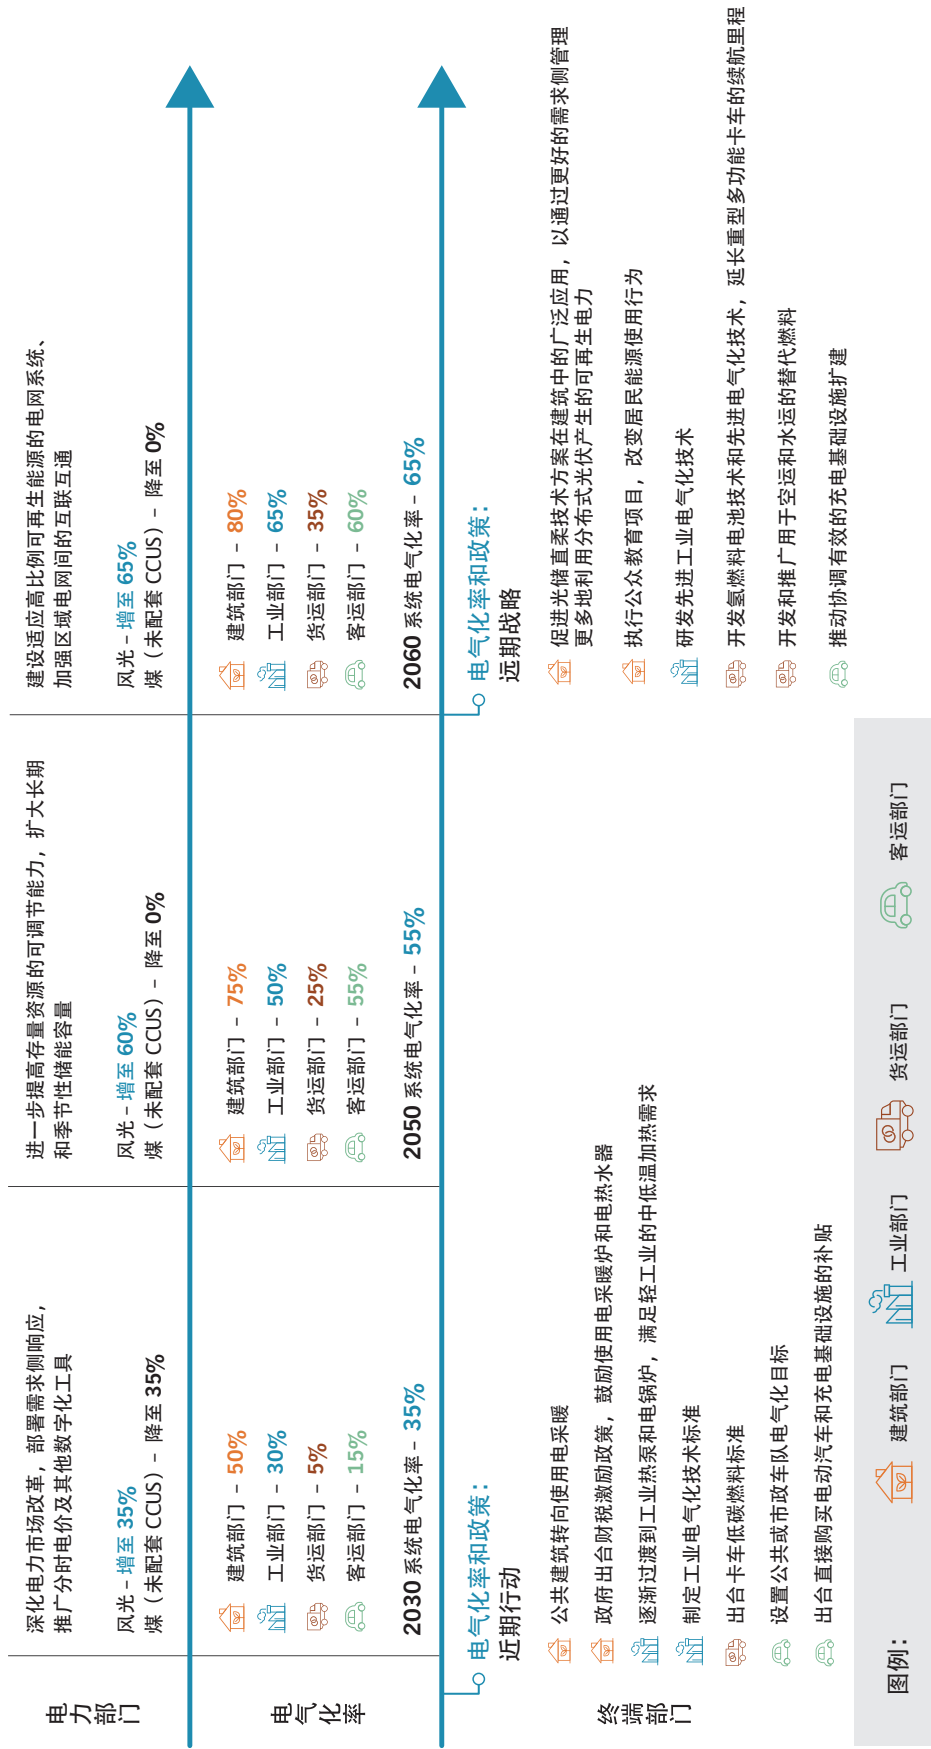 电力部门
深化电力市场改革，部署需求侧响应，
推广分时电价及其他数字化工具
风光 – 增至 35%
煤（未配套 CCUS）– 降至 35%
进一步提高存量资源的可调节能力，扩大长期
和季节性储能容量
风光 – 增至 60%
煤（未配套 CCUS）– 降至 0%
建设适应高比例可再生能源的电网系统、
加强区域电网间的互联互通
风光 – 增至 65%
煤（未配套 CCUS）– 降至 0%
电气化率
建筑部门 – 50%
工业部门 – 30%
货运部门 – 5%
客运部门 – 15%
2030 系统电气化率 – 35%
建筑部门 – 75%
工业部门 – 50%
货运部门 – 25%
客运部门 – 55%
2050 系统电气化率 – 55%
建筑部门 – 80%
工业部门 – 65%
货运部门 – 35%
客运部门 – 60%
2060 系统电气化率 – 65%
终端部门
电气化率和政策：
近期行动
公共建筑转向使用电采暖
政府出台财税激励政策，鼓励使用电采暖炉和电热水器
逐渐过渡到工业热泵和电锅炉，满足轻工业的中低温加热需求
制定工业电气化技术标准
出台卡车低碳燃料标准
设置公共或市政车队电气化目标
出台直接购买电动汽车和充电基础设施的补贴
电气化率和政策：
远期战略
促进光储直柔技术方案在建筑中的广泛应用，以通过更好的需求侧管理
更多地利用分布式光伏产生的可再生电力
执行公众教育项目，改变居民能源使用行为
研发先进工业电气化技术
开发氢燃料电池技术和先进电气化技术，延长重型多功能卡车的续航里程
开发和推广用于空运和水运的替代燃料
推动协调有效的充电基础设施扩建
图例：
建筑部门
工业部门
货运部门
客运部门